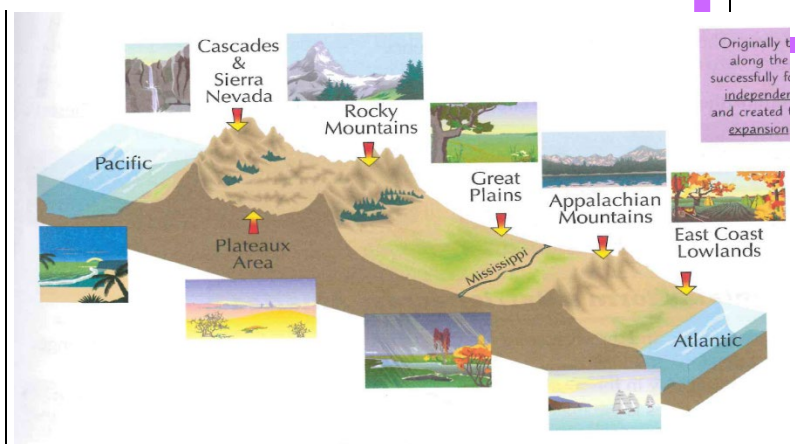 Cascades
&
Sierra
Nevada
Rocky
Mountains
Pacific
Great
Plains
Appalachian
Mountains
East Coast
Lowlands
Plateaux
Area
Mississippi
Atlantic
Originally
along the
successfully
and created
expansion